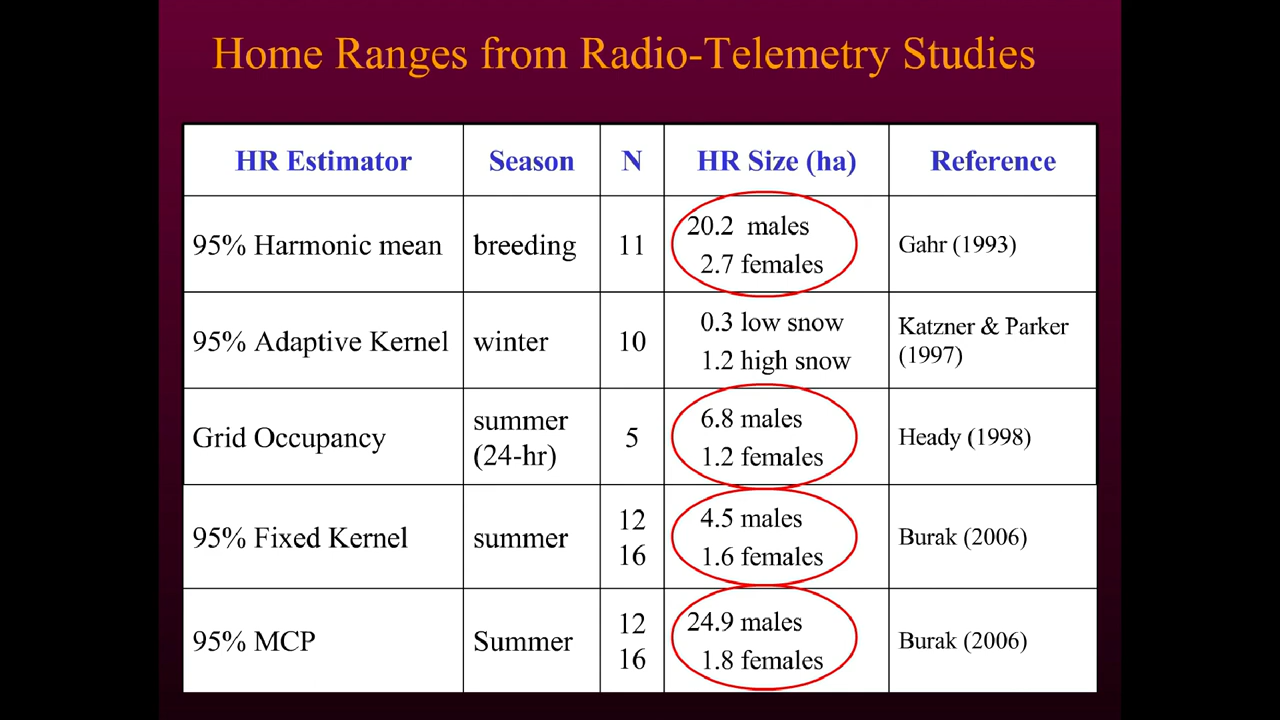 Home Ranges from Radio-Telemetry Studies
HR Estimator Season N HR Size (ha) Reference
95% Harmonic mean breeding 11 20.2 males
2.7 females Gahr (1993)
95% Adaptive Kernel winter 10 0.3 low snow
1.2 high snow Katzner & Parker
(1997)
Grid Occupancy summer
(24-hr) 5 6.8 males
1.2 females Heady (1998)
95% Fixed Kernel summer 12
16 4.5 males
1.6 females Burak (2006)
95% MCP Summer 12
16 24.9 males
1.8 females Burak (2006)